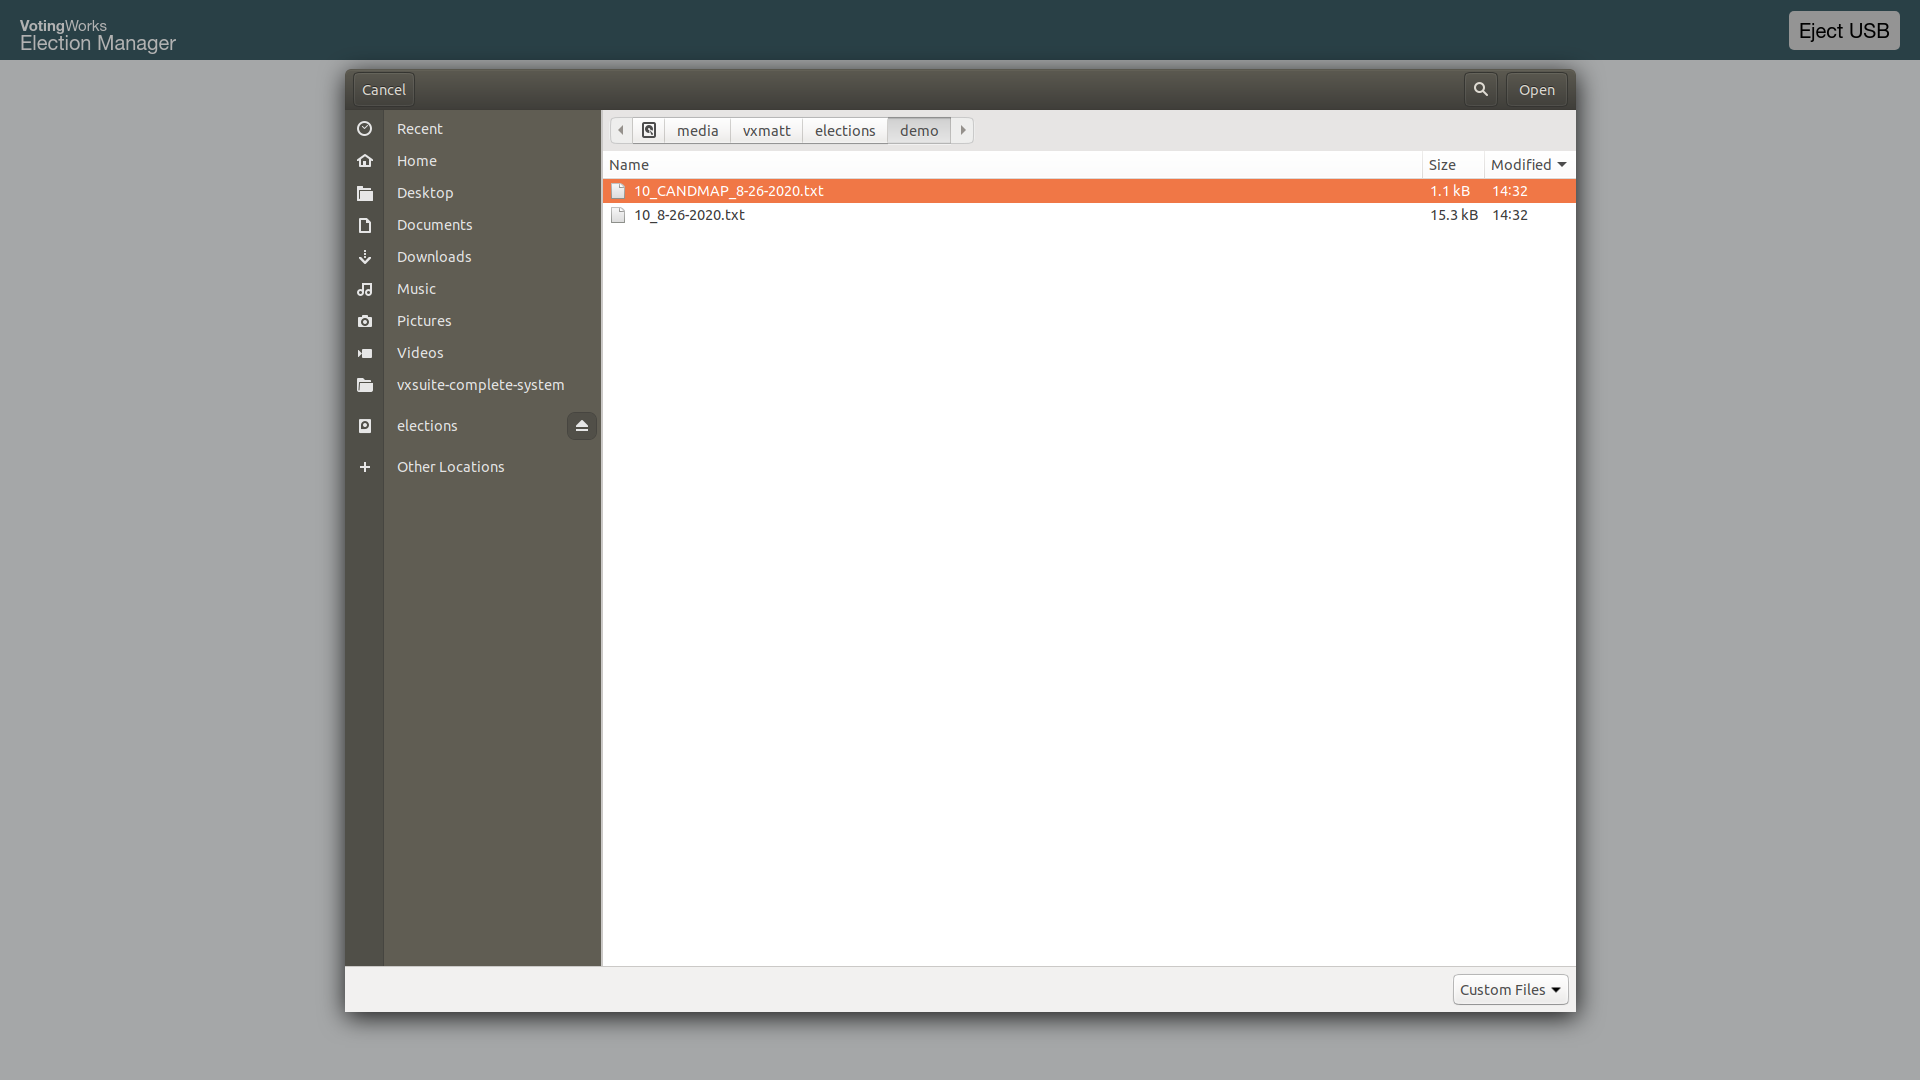 VotingWorks
Election Manager
Eject USB
Cancel
Open
Recent
Home
Desktop
Documents
Downloads
Music
Pictures
Videos
vxsuite-complete-system
elections
Other Locations
media vxmatt elections demo
Name Size Modified
10_CANDMAP_8-26-2020.txt 1.1 kB 14:32
10_8-26-2020.txt 15.3 kB 14:32
Custom Files